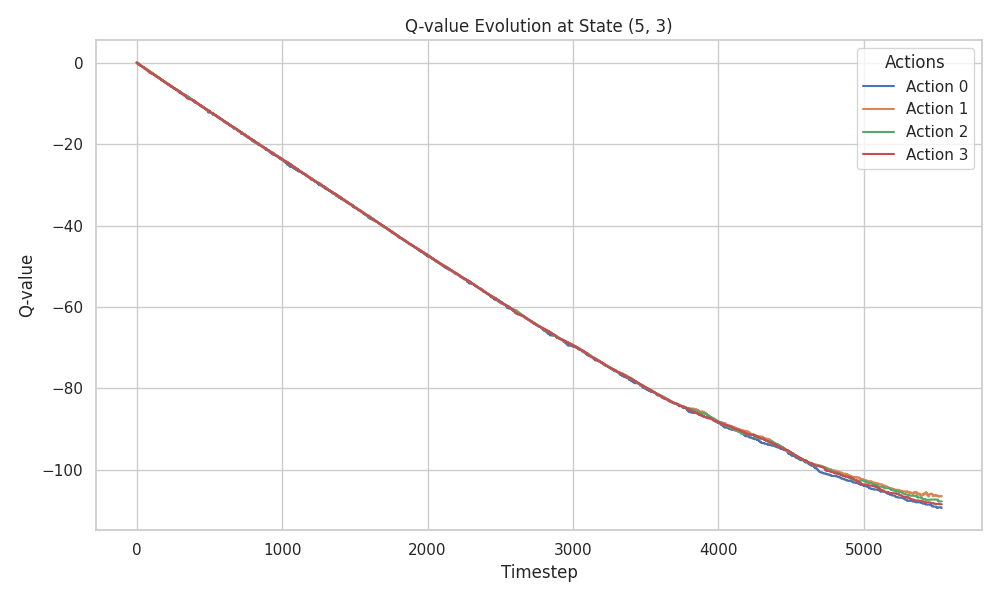 Q-value Evolution at State (5, 3)
Actions
Action 0
Action 1
Action 2
Action 3
Q-value
0
−20
−40
−60
−80
−100
0 1000 2000 3000 4000 5000
Timestep